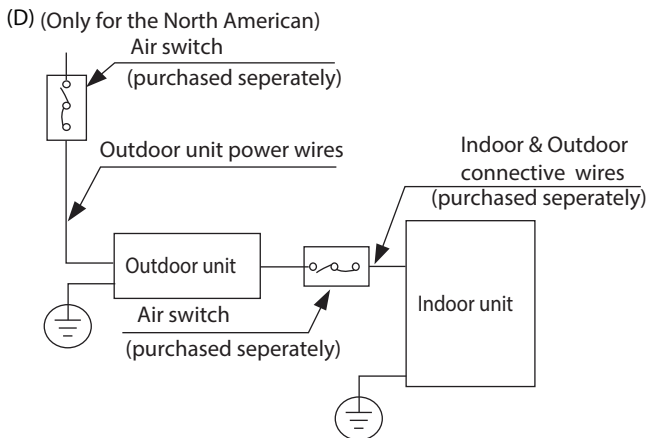 (D) (Only for the North American)
Air switch
(purchased seperately)
Outdoor unit power wires
Indoor & Outdoor
connective wires
(purchased seperately)
Outdoor unit
Indoor unit
Air switch
(purchased seperately)